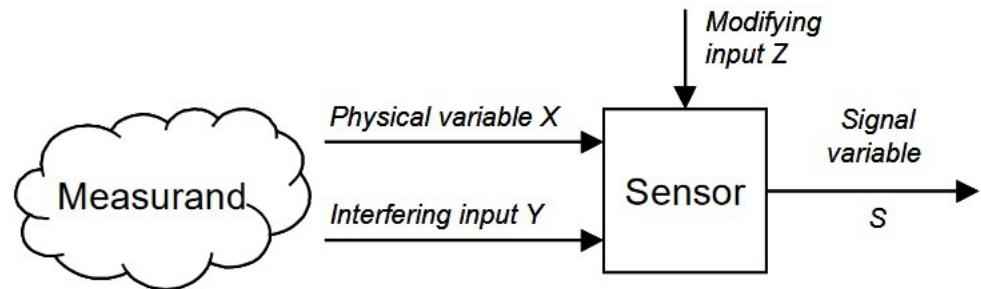 Modifying
input Z
Physical variable X
Signal
variable
Measurand
Sensor
Interfering input Y
S